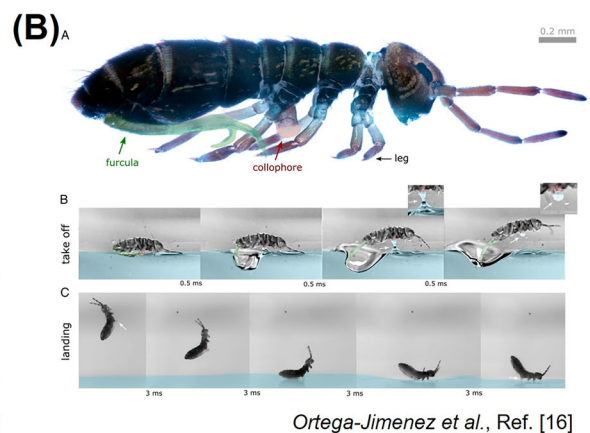 (B)
A
0.2 mm
furcula
collophore
leg
B
take off
0.5 ms
0.5 ms
0.5 ms
C
landing
3 ms
3 ms
3 ms
3 ms
Ortega-Jimenez et al., Ref. [16]